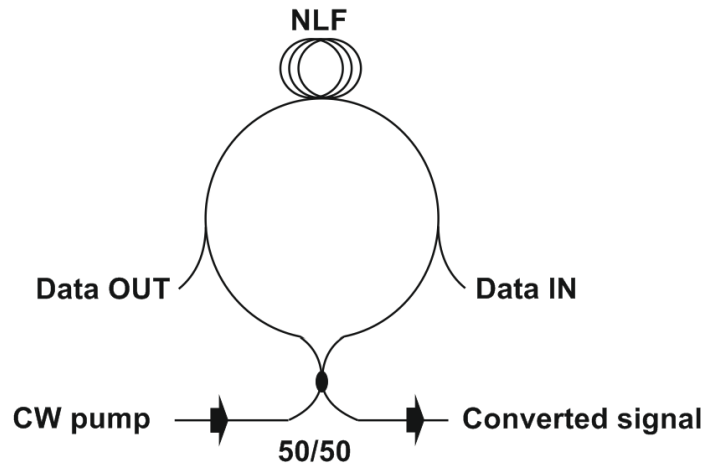 NLF
Data OUT
Data IN
CW pump
Converted signal
50/50